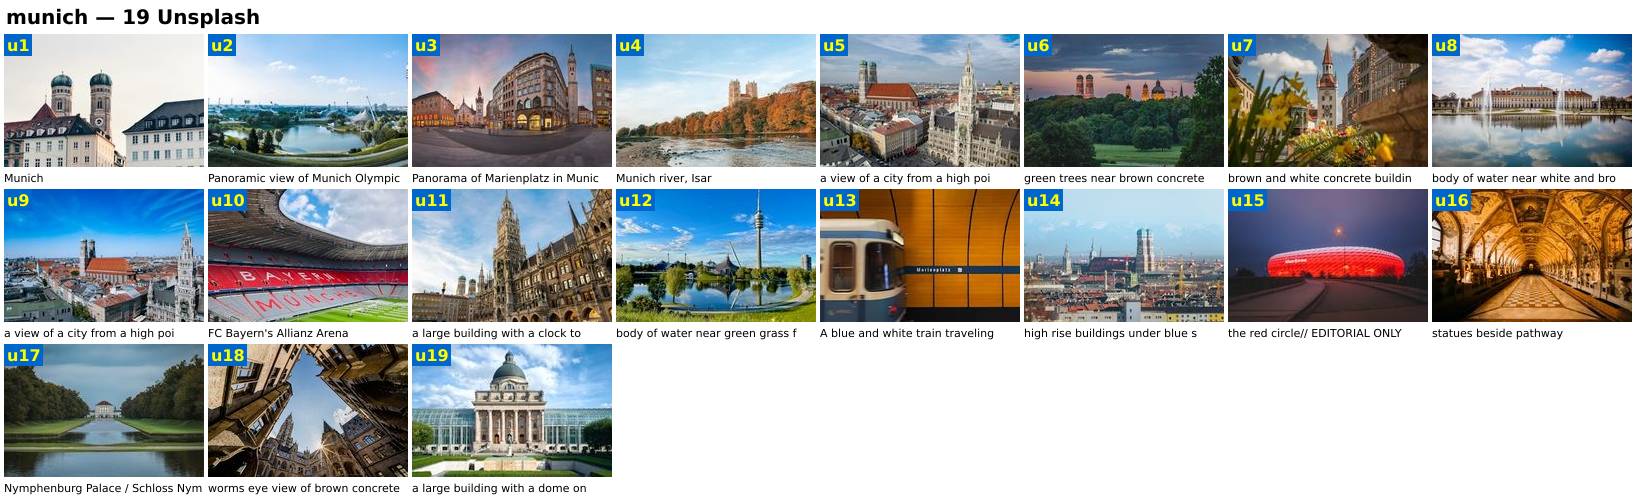 munich — 19 Unsplash
u1
u2
u3
u4
u5
u6
u7
u8
Munich
Panoramic view of Munich Olympic
Panorama of Marienplatz in Munic
Munich river, Isar
a view of a city from a high poi
green trees near brown concrete
brown and white concrete buildin
body of water near white and bro
u9
u10
BAYERN
MÜNCHEN
u11
u12
u13
Marienplatz
u14
u15
u16
a view of a city from a high poi
FC Bayern's Allianz Arena
a large building with a clock to
body of water near green grass f
A blue and white train traveling
high rise buildings under blue s
the red circle// EDITORIAL ONLY
statues beside pathway
u17
u18
u19
Nymphenburg Palace / Schloss Nym
worms eye view of brown concrete
a large building with a dome on